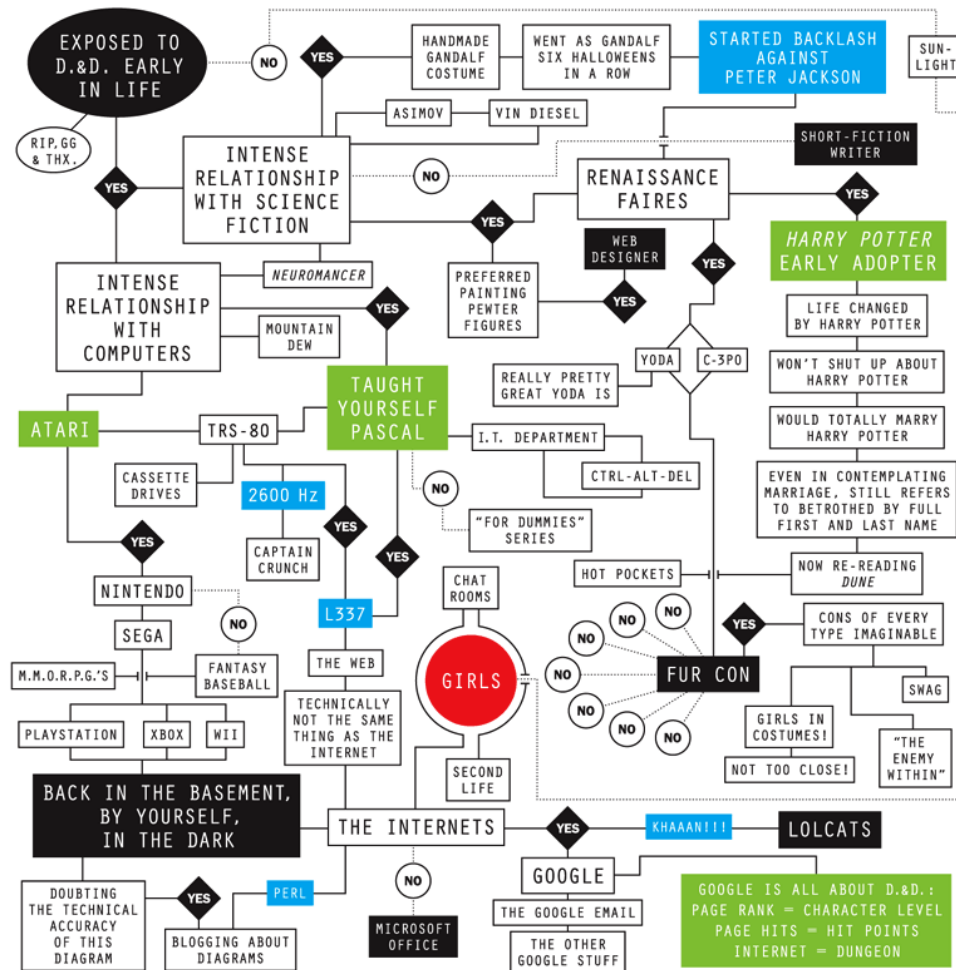 EXPOSED TO
D.&D. EARLY
IN LIFE
NO
YES
HANDMADE
GANDALF
COSTUME
WENT AS GANDALF
SIX HALLOWEENS
IN A ROW
STARTED BACKLASH
AGAINST
PETER JACKSON
SUN-
LIGHT
RIP, GG
& THX.
YES
ASIMOV
VIN DIESEL
INTENSE
RELATIONSHIP
WITH SCIENCE
FICTION
NO
SHORT-FICTION
WRITER
RENAISSANCE
FAIRES
YES
YES
WEB
DESIGNER
YES
HARRY POTTER
EARLY ADOPTER
NEUROMANCER
PREFERRED
PAINTING
PEWTER
FIGURES
YES
INTENSE
RELATIONSHIP
WITH
COMPUTERS
YES
MOUNTAIN
DEW
LIFE CHANGED
BY HARRY POTTER
YODA
C-3PO
WON'T SHUT UP ABOUT
HARRY POTTER
REALLY PRETTY
GREAT YODA IS
TAUGHT
YOURSELF
PASCAL
WOULD TOTALLY MARRY
HARRY POTTER
ATARI
TRS-80
I.T. DEPARTMENT
CTRL-ALT-DEL
CASSETTE
DRIVES
2600 Hz
NO
EVEN IN CONTEMPLATING
MARRIAGE, STILL REFERS
TO BETROTHED BY FULL
FIRST AND LAST NAME
YES
"FOR DUMMIES"
SERIES
YES
CAPTAIN
CRUNCH
YES
NOW RE-READING
DUNE
HOT POCKETS
CHAT
ROOMS
NINTENDO
NO
L337
SEGA
NO
NO
NO
NO
NO
NO
NO
NO
YES
CONS OF EVERY
TYPE IMAGINABLE
M.M.O.R.P.G.'S
FANTASY
BASEBALL
THE WEB
GIRLS
FUR CON
SWAG
TECHNICALLY
NOT THE SAME
THING AS THE
INTERNET
PLAYSTATION
XBOX
WII
GIRLS IN
COSTUMES!
NOT TOO CLOSE!
"THE
ENEMY
WITHIN"
SECOND
LIFE
BACK IN THE BASEMENT,
BY YOURSELF,
IN THE DARK
THE INTERNETS
YES
KHAAAN!!!
LOLCATS
DOUBTING
THE TECHNICAL
ACCURACY
OF THIS
DIAGRAM
YES
PERL
NO
GOOGLE
GOOGLE IS ALL ABOUT D.&D.:
PAGE RANK = CHARACTER LEVEL
PAGE HITS = HIT POINTS
INTERNET = DUNGEON
BLOGGING ABOUT
DIAGRAMS
MICROSOFT
OFFICE
THE GOOGLE EMAIL
THE OTHER
GOOGLE STUFF